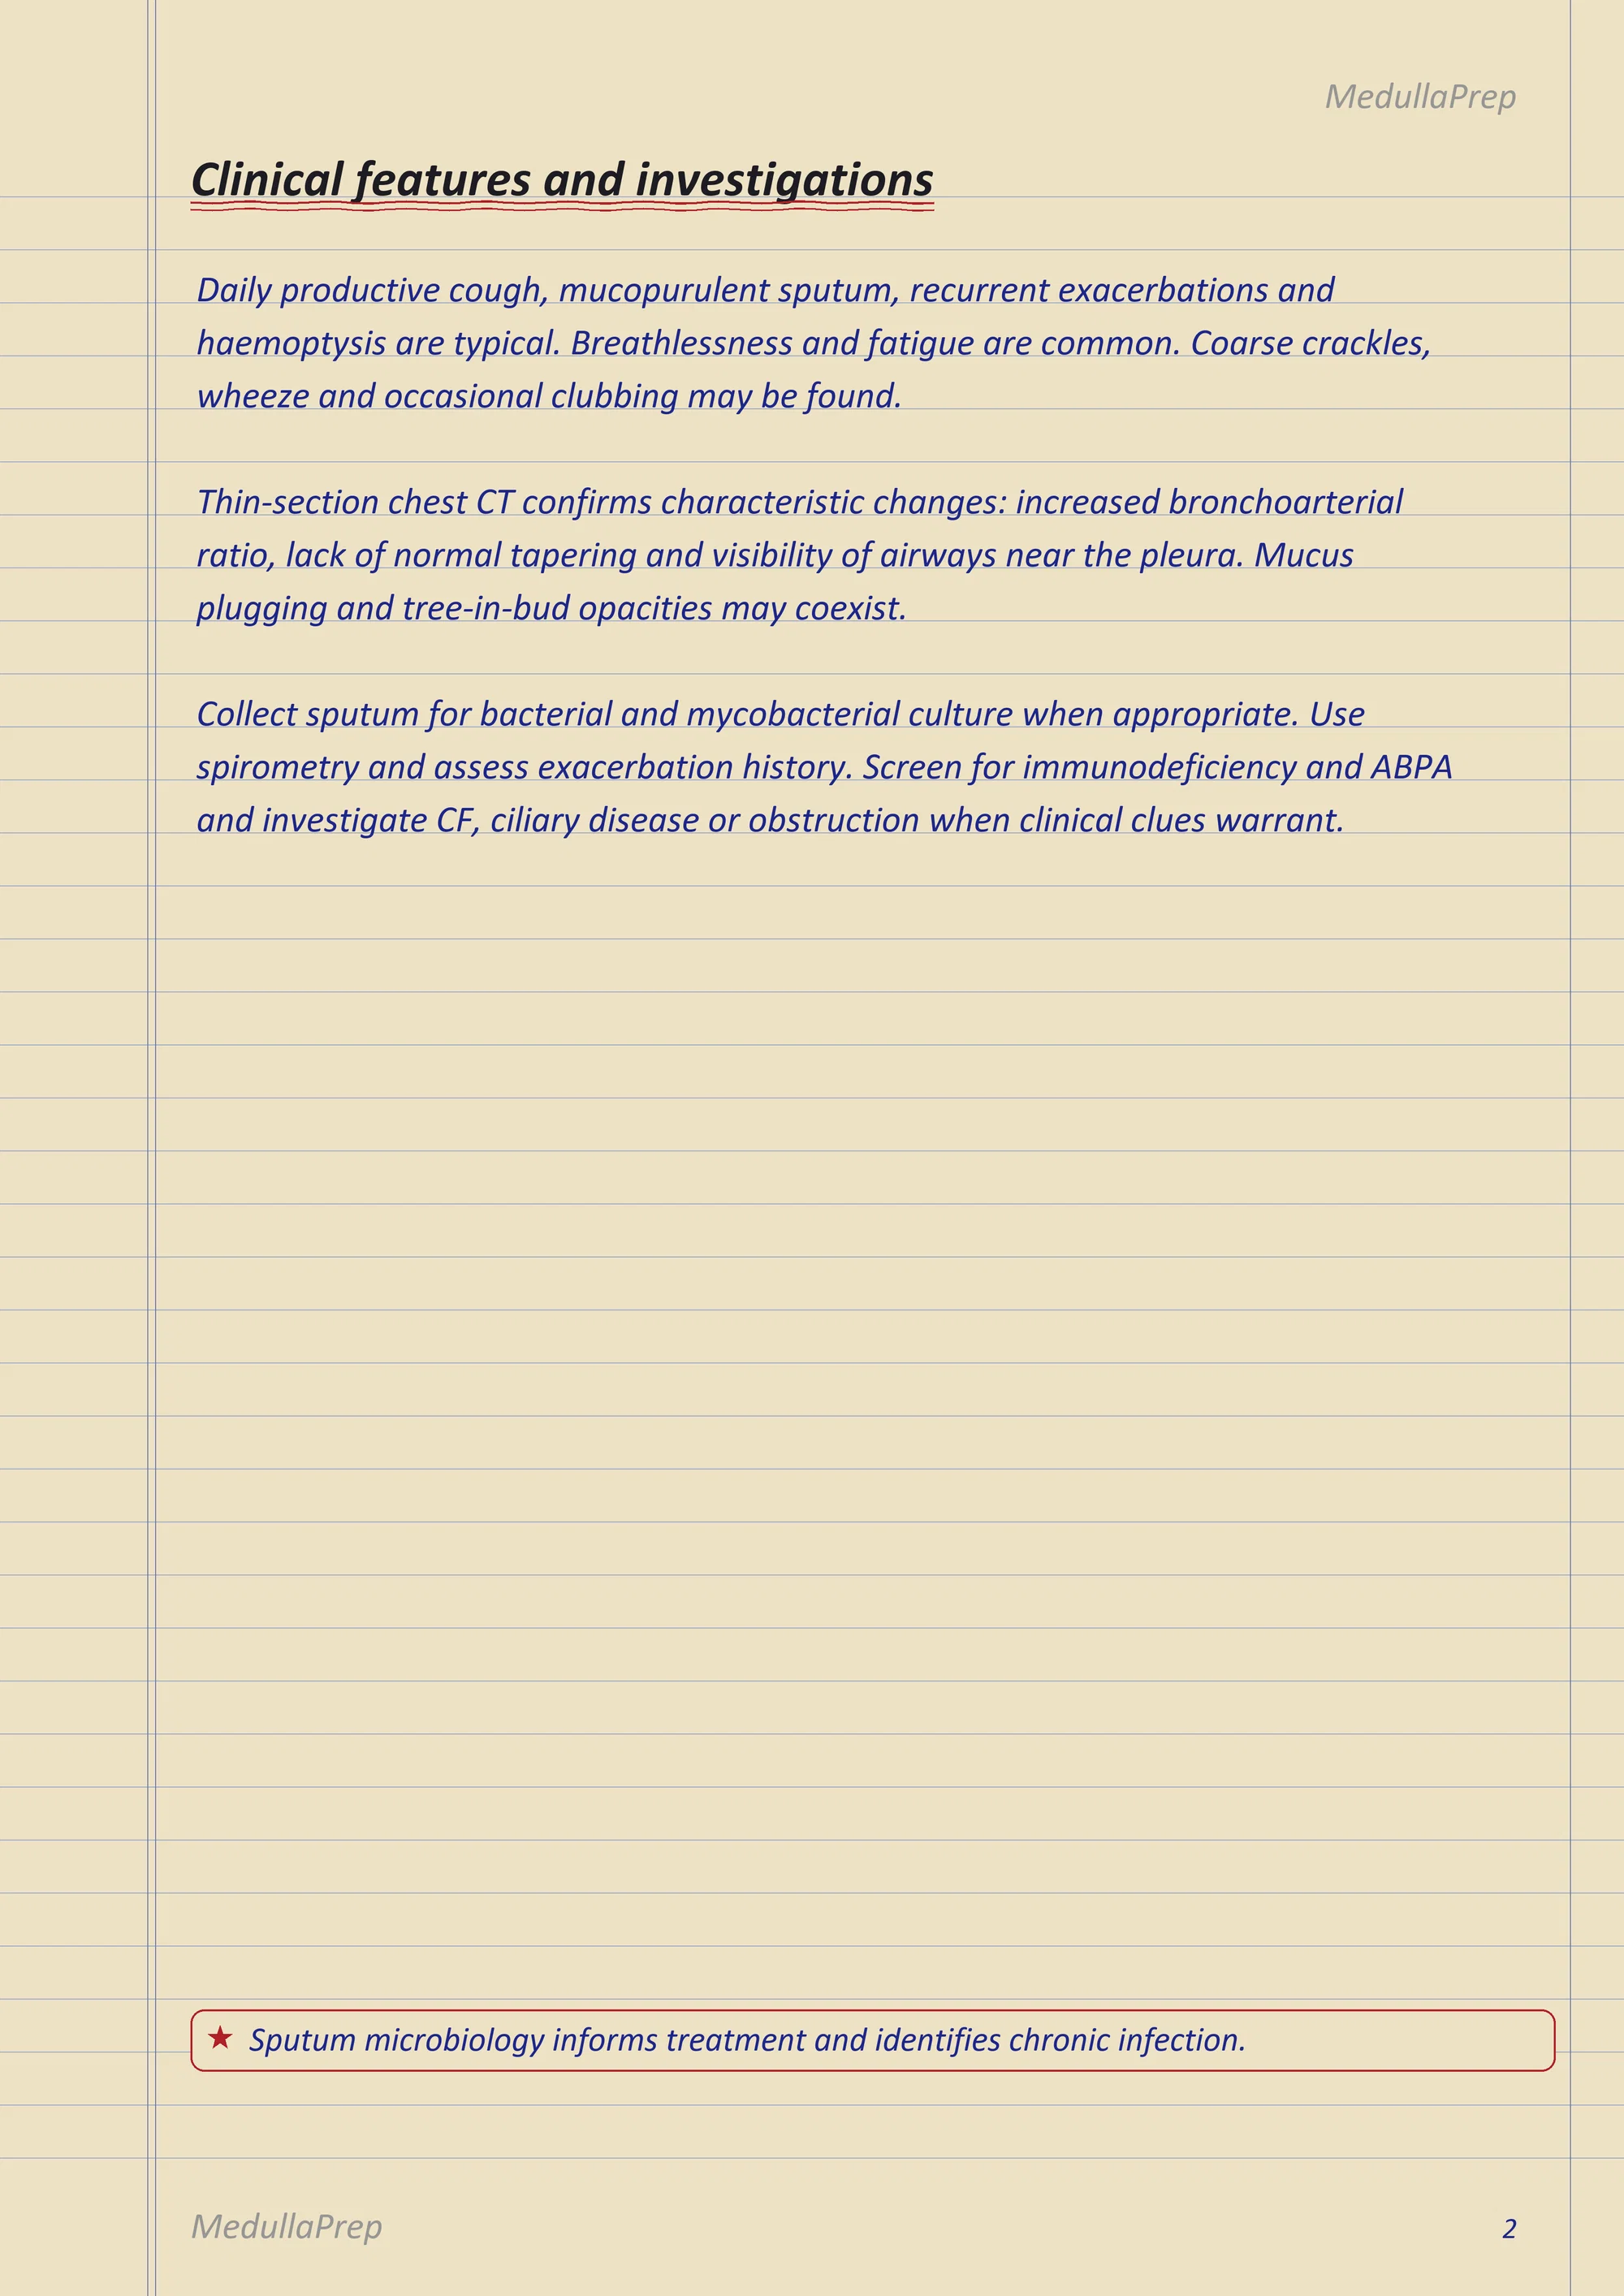 MedullaPrep
Clinical features and investigations
Daily productive cough, mucopurulent sputum, recurrent exacerbations and
haemoptysis are typical. Breathlessness and fatigue are common. Coarse crackles,
wheeze and occasional clubbing may be found.
Thin-section chest CT confirms characteristic changes: increased bronchoarterial
ratio, lack of normal tapering and visibility of airways near the pleura. Mucus
plugging and tree-in-bud opacities may coexist.
Collect sputum for bacterial and mycobacterial culture when appropriate. Use
spirometry and assess exacerbation history. Screen for immunodeficiency and ABPA
and investigate CF, ciliary disease or obstruction when clinical clues warrant.
★ Sputum microbiology informs treatment and identifies chronic infection.
MedullaPrep
2